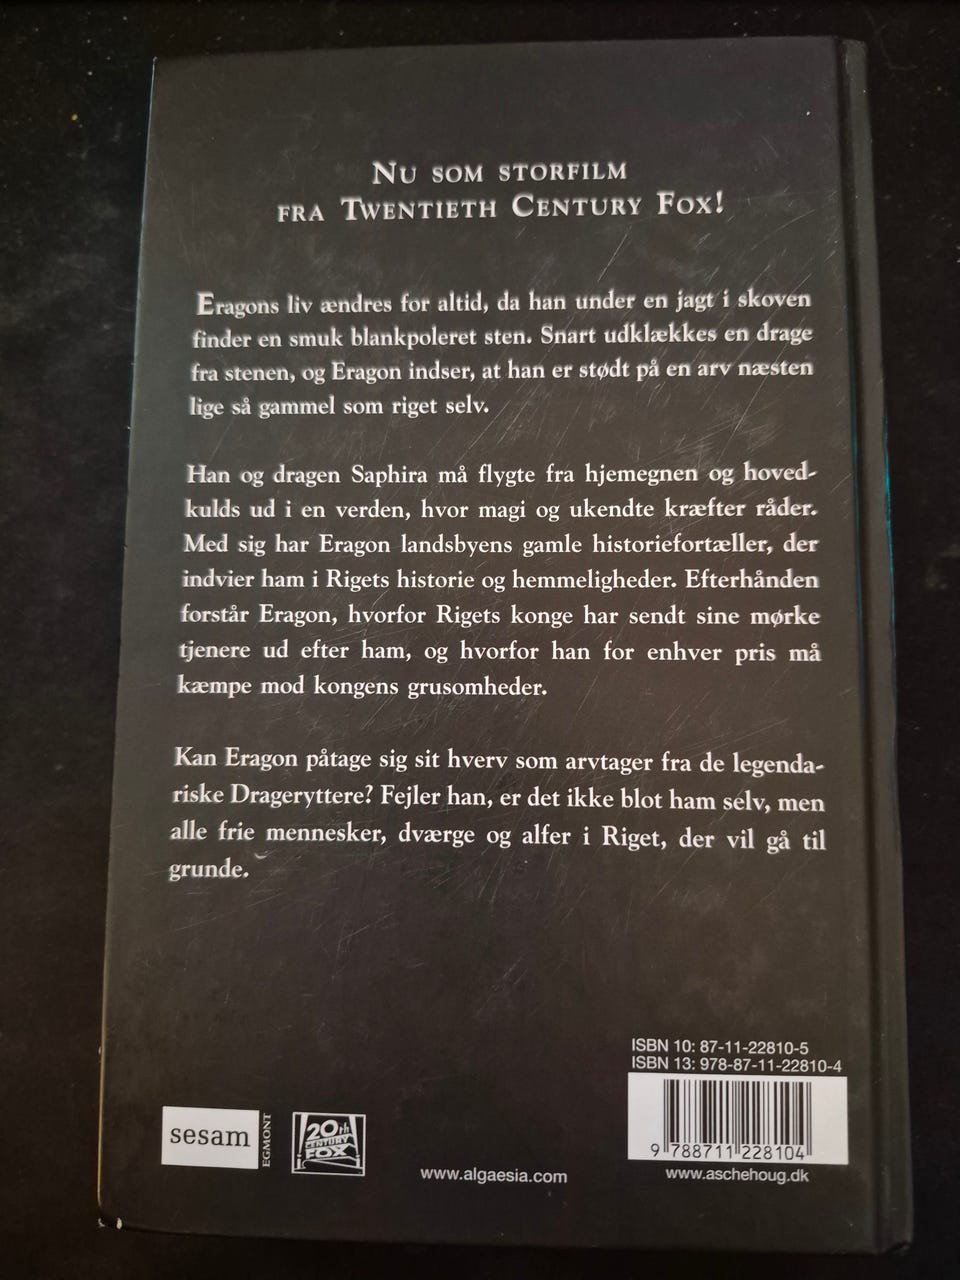 Nu som storfilm
fra Twentieth Century Fox!
Eragons liv ændres for altid, da han under en jagt i skoven
finder en smuk blankpoleret sten. Snart udklækkes en drage
fra stenen, og Eragon indser, at han er stødt på en arv næsten
lige så gammel som riget selv.
Han og dragen Saphira må flygte fra hjemegnen og hoved-
kulds ud i en verden, hvor magi og ukendte kræfter råder.
Med sig har Eragon landsbyens gamle historiefortæller, der
indvier ham i Rigets historie og hemmeligheder. Efterhånden
forstår Eragon, hvorfor Rigets konge har sendt sine mørke
tjenere ud efter ham, og hvorfor han for enhver pris må
kæmpe mod kongens grusomheder.
Kan Eragon påtage sig sit hverv som arvtager fra de legenda-
riske Drageryttere? Fejler han, er det ikke blot ham selv, men
alle frie mennesker, dværge og alfer i Riget, der vil gå til
grunde.
ISBN 10: 87-11-22810-5
ISBN 13: 978-87-11-22810-4
9 788711 228104
www.aschehoug.dk
sesam
EGMONT
20th
CENTURY
FOX
www.algaesia.com